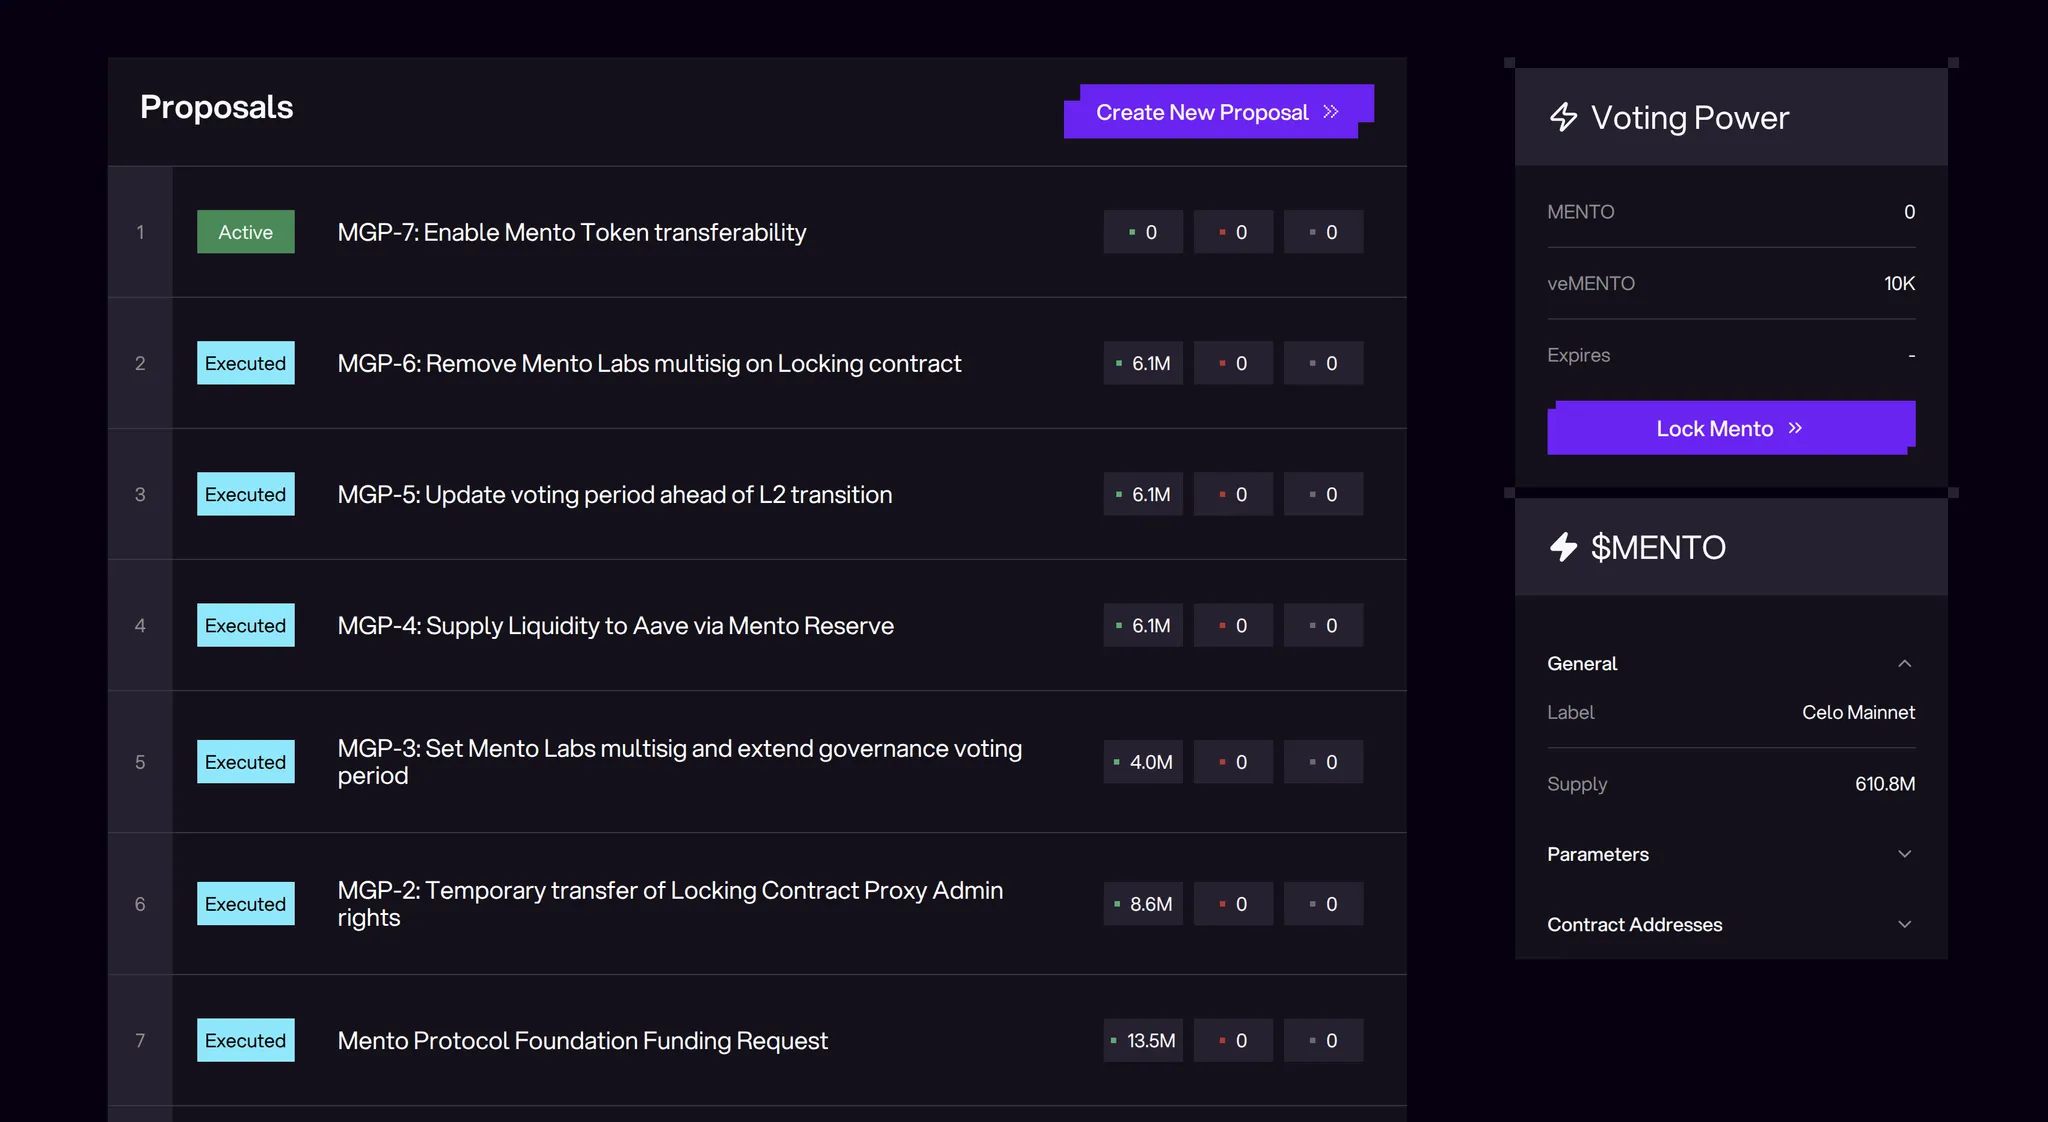 Proposals
Create New Proposal
1
Active
MGP-7: Enable Mento Token transferability
0
0
0
2
Executed
MGP-6: Remove Mento Labs multisig on Locking contract
6.1M
0
0
3
Executed
MGP-5: Update voting period ahead of L2 transition
6.1M
0
0
4
Executed
MGP-4: Supply Liquidity to Aave via Mento Reserve
6.1M
0
0
5
Executed
MGP-3: Set Mento Labs multisig and extend governance voting
period
4.0M
0
0
6
Executed
MGP-2: Temporary transfer of Locking Contract Proxy Admin
rights
8.6M
0
0
7
Executed
Mento Protocol Foundation Funding Request
13.5M
0
0
Voting Power
MENTO
0
veMENTO
10K
Expires
-
Lock Mento
$MENTO
General
Label
Celo Mainnet
Supply
610.8M
Parameters
Contract Addresses